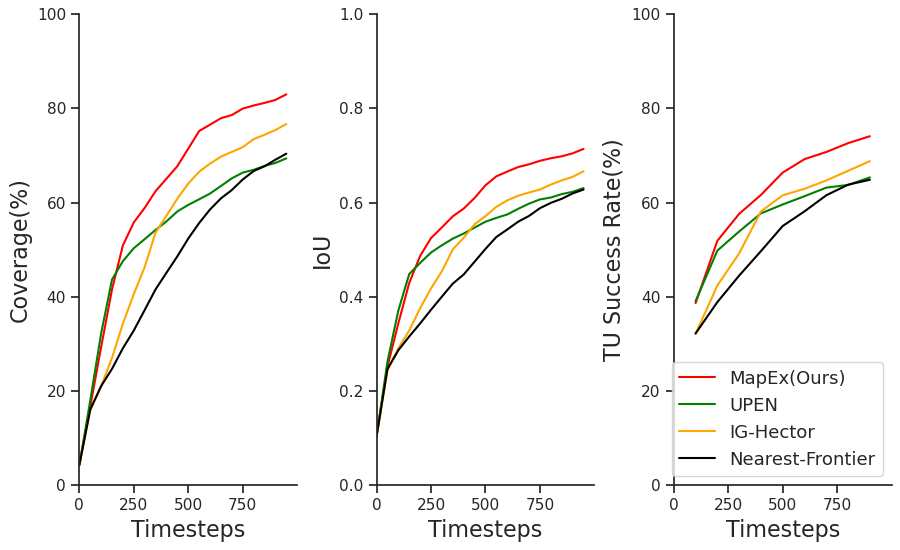 100
80
60
40
20
0
Coverage(%)
0 250 500 750
Timesteps
1.0
0.8
0.6
0.4
0.2
0.0
IoU
0 250 500 750
Timesteps
100
80
60
40
20
0
TU Success Rate(%)
0 250 500 750
Timesteps
MapEx(Ours)
UPEN
IG-Hector
Nearest-Frontier